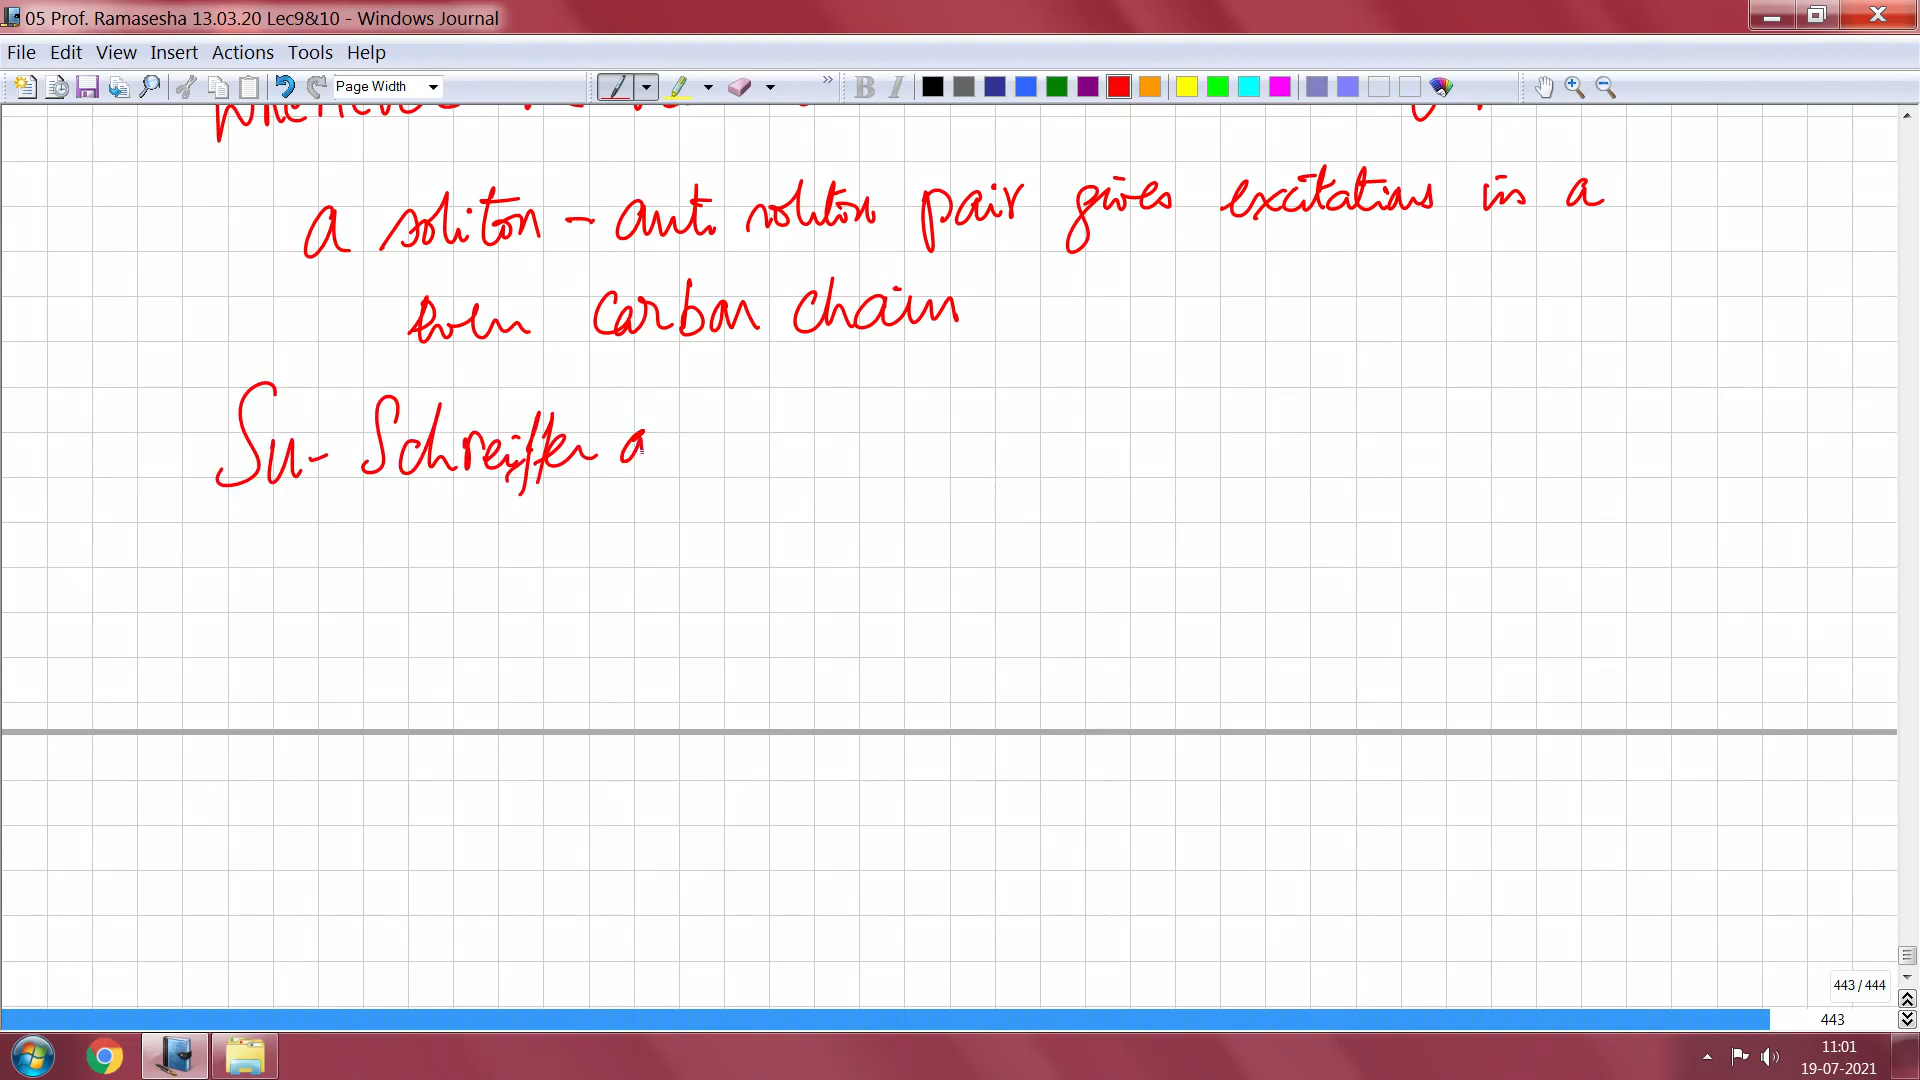 05 Prof. Ramasesha 13.03.20 Lec9&10 - Windows Journal
File Edit View Insert Actions Tools Help
Page Width
a soliton - anti soliton pair gives excitations in a
even carbon chain
Su- Schreiffer a
443 / 444
443
11:01
19-07-2021